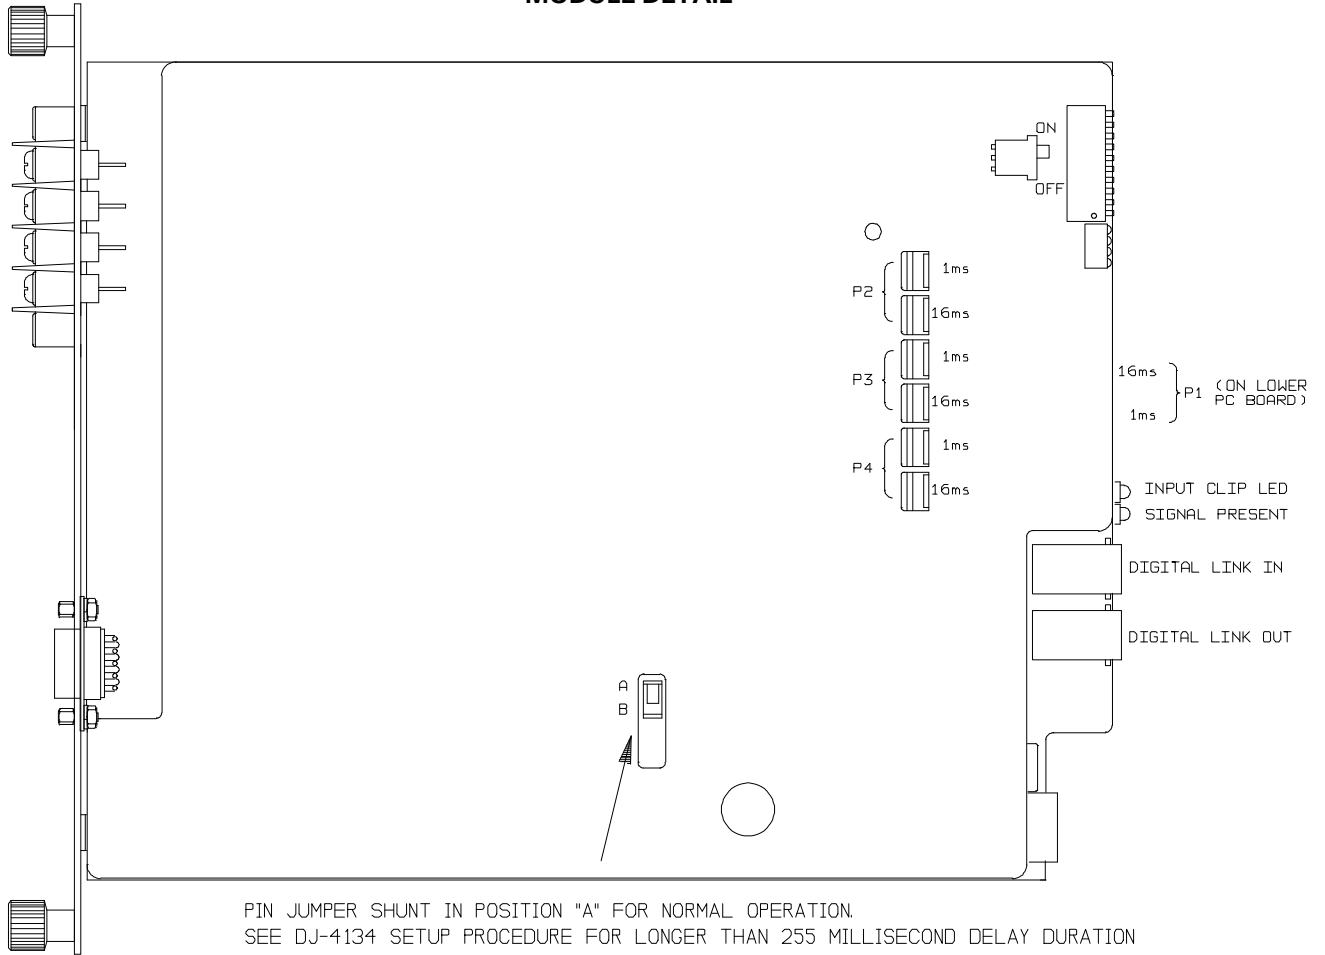 MODULE DETAIL
ON
OFF
1ms
P2
16ms
1ms
P3
16ms
1ms
P4
16ms
16ms
P1 (ON LOWER
PC BOARD)
1ms
INPUT CLIP LED
SIGNAL PRESENT
DIGITAL LINK IN
DIGITAL LINK OUT
A
B
PIN JUMPER SHUNT IN POSITION "A" FOR NORMAL OPERATION.
SEE DJ-4134 SETUP PROCEDURE FOR LONGER THAN 255 MILLISECOND DELAY DURATION